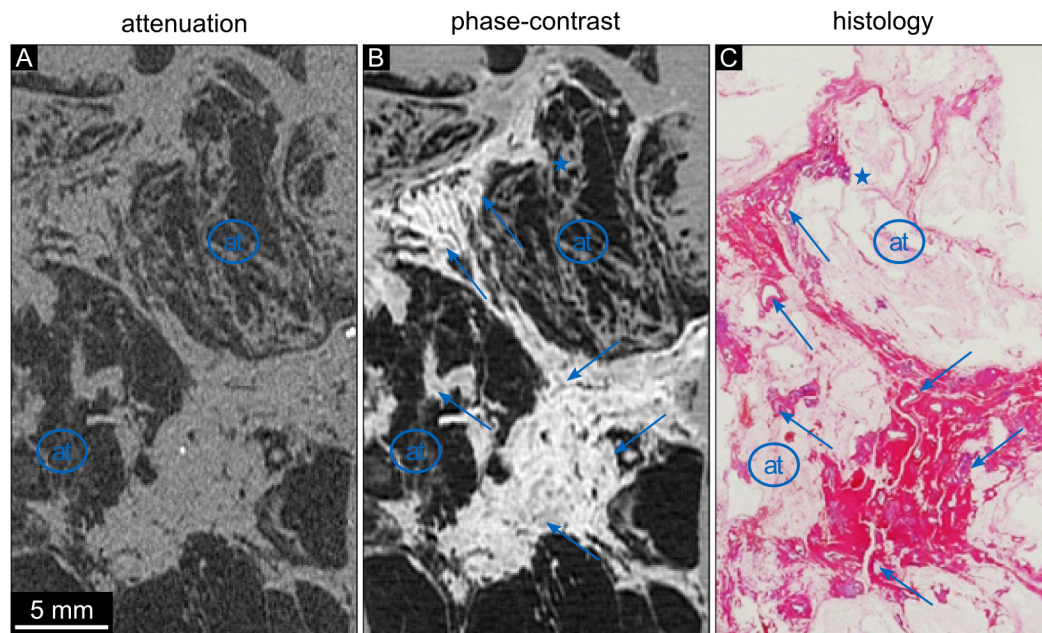 attenuation
phase-contrast
histology
A
B
C
at
at
at
at
at
at
5 mm